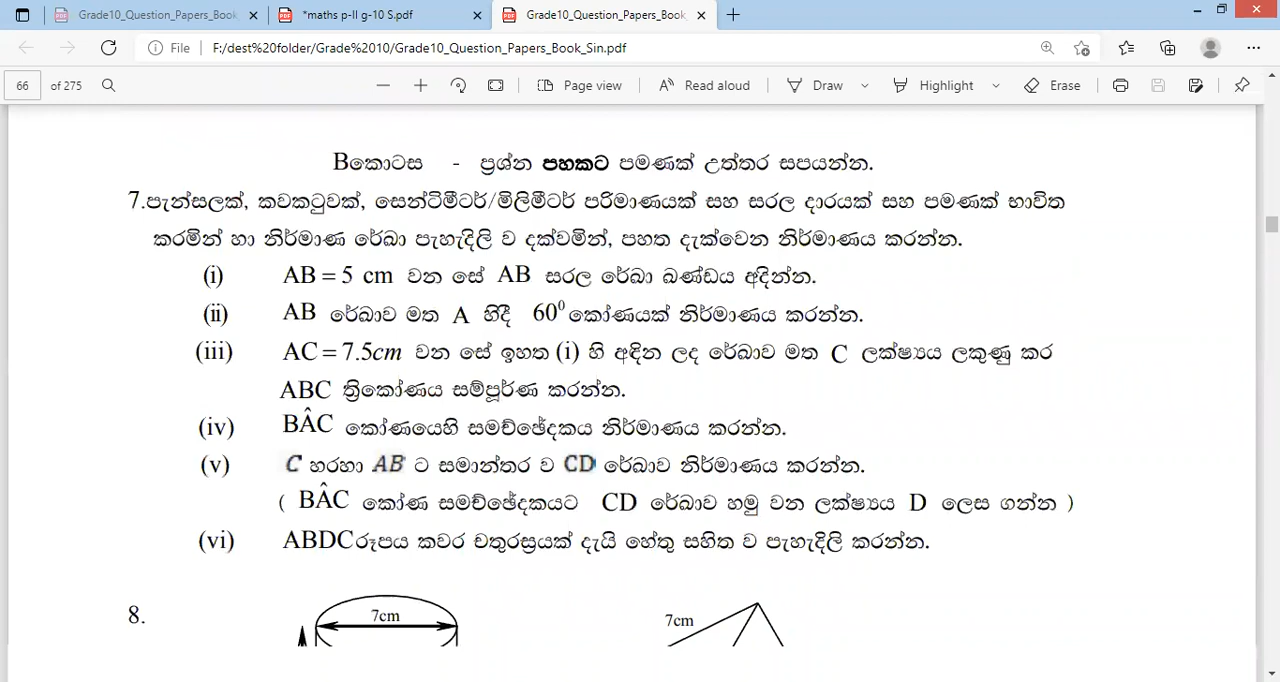 Grade10_Question_Papers_Book_
*maths p-II g-10 S.pdf
Grade10_Question_Papers_Book_
File | F:/dest%20folder/Grade%2010/Grade10_Question_Papers_Book_Sin.pdf
66 of 275 Page view Read aloud Draw Highlight Erase
Bකොටස - ප්‍රශ්න පහකට පමණක් උත්තර සපයන්න.
7.පැන්සලක්, කවකටුවක්, සෙන්ටිමීටර්/මිලිමීටර් පරිමාණයක් සහ සරල දාරයක් සහ පමණක් භාවිත
කරමින් හා නිර්මාණ රේඛා පැහැදිලි ව දක්වමින්, පහත දැක්වෙන නිර්මාණය කරන්න.
(i) AB = 5 cm වන සේ AB සරල රේඛා ඛණ්ඩය අදින්න.
(ii) AB රේඛාව මත A හිදී 60⁰ කෝණයක් නිර්මාණය කරන්න.
(iii) AC = 7.5cm වන සේ ඉහත (i) හි අඳින ලද රේඛාව මත C ලක්ෂ්‍යය ලකුණු කර
ABC ත්‍රිකෝණය සම්පූර්ණ කරන්න.
(iv) BÂC කෝණයෙහි සමච්ඡේදකය නිර්මාණය කරන්න.
(v) C හරහා AB ට සමාන්තර ව CD රේඛාව නිර්මාණය කරන්න.
( BÂC කෝණ සමච්ඡේදකයට CD රේඛාව හමු වන ලක්ෂ්‍යය D ලෙස ගන්න )
(vi) ABDC රූපය කවර චතුරස්‍රයක් දැයි හේතු සහිත ව පැහැදිලි කරන්න.
8. 7cm 7cm